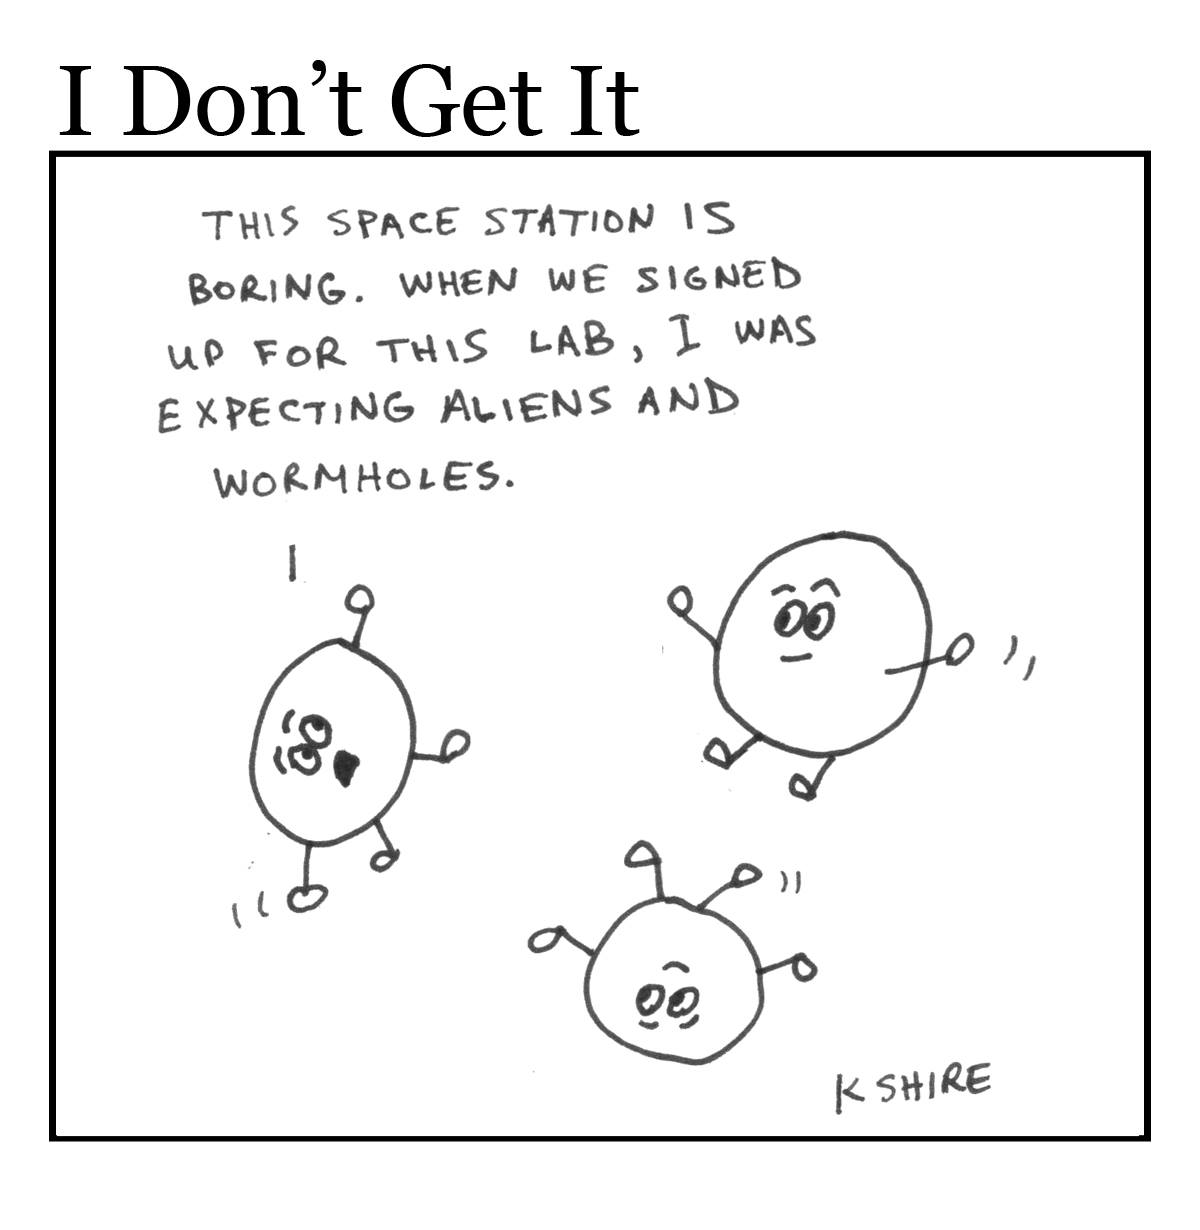 I Don’t Get It
THIS SPACE STATION IS
BORING. WHEN WE SIGNED
UP FOR THIS LAB, I WAS
EXPECTING ALIENS AND
WORMHOLES.
K SHIRE